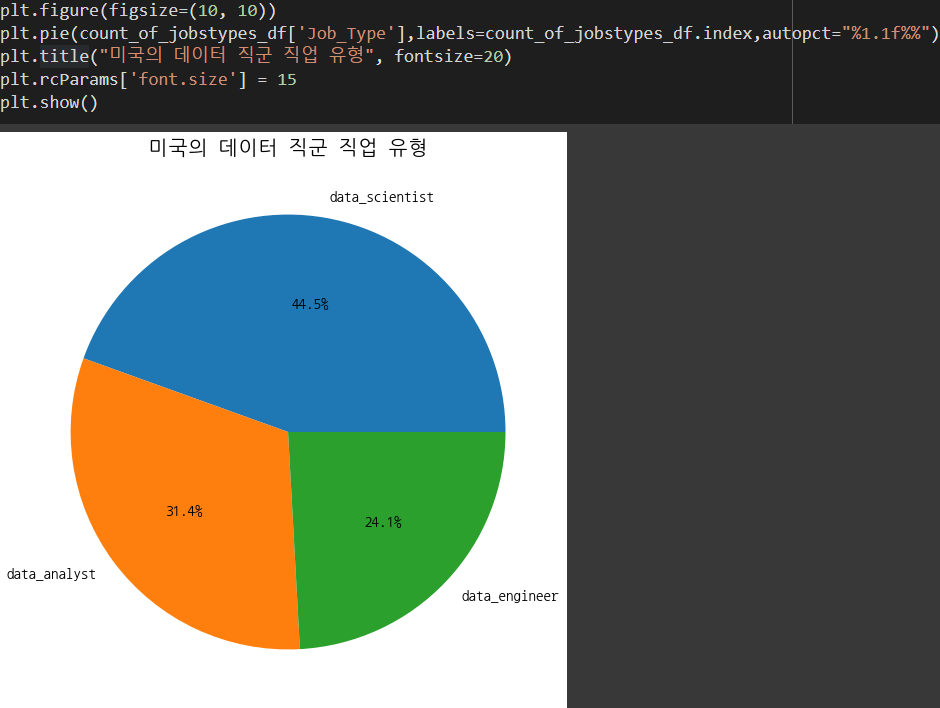 plt.figure(figsize=(10, 10))
plt.pie(count_of_jobstypes_df['Job_Type'],labels=count_of_jobstypes_df.index,autopct="%1.1f%%")
plt.title("미국의 데이터 직군 직업 유형", fontsize=20)
plt.rcParams['font.size'] = 15
plt.show()
미국의 데이터 직군 직업 유형
data_scientist
44.5%
31.4%
24.1%
data_analyst
data_engineer